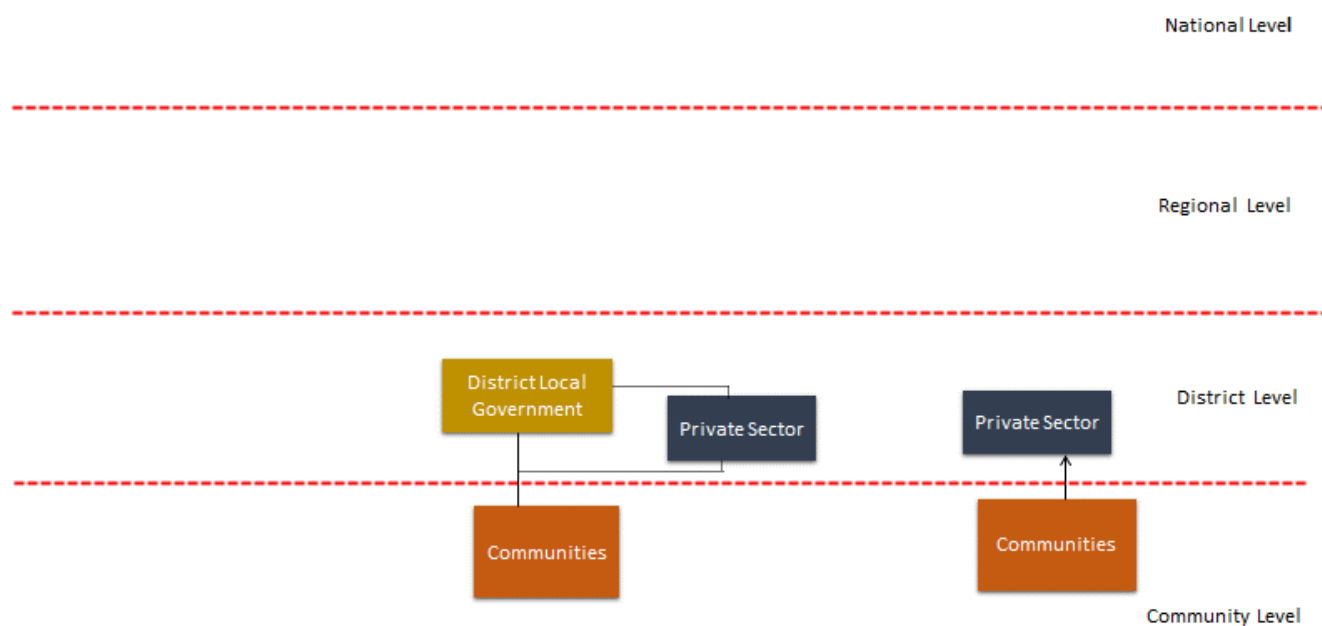 National Level
Regional Level
District Local
Government
Private Sector
Private Sector
District Level
Communities
Communities
Community Level